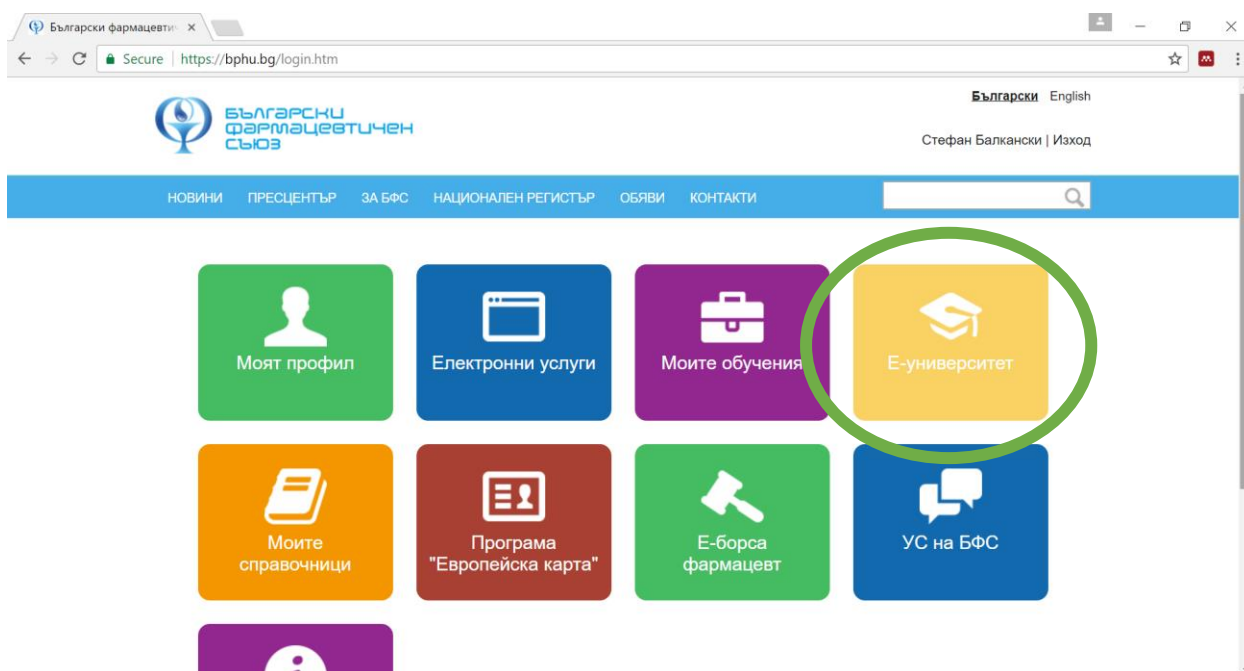 Български фармацевти
Secure | https://bphu.bg/login.htm
Български English
български
фармацевтичен
съюз
Стефан Балкански | Изход
НОВИНИ ПРЕСЦЕНТЪР ЗА БФС НАЦИОНАЛЕН РЕГИСТЪР ОБЯВИ КОНТАКТИ
Моят профил
Електронни услуги
Моите обучения
Е-университет
Моите
справочници
Програма
"Европейска карта"
Е-борса
фармацевт
УС на БФС